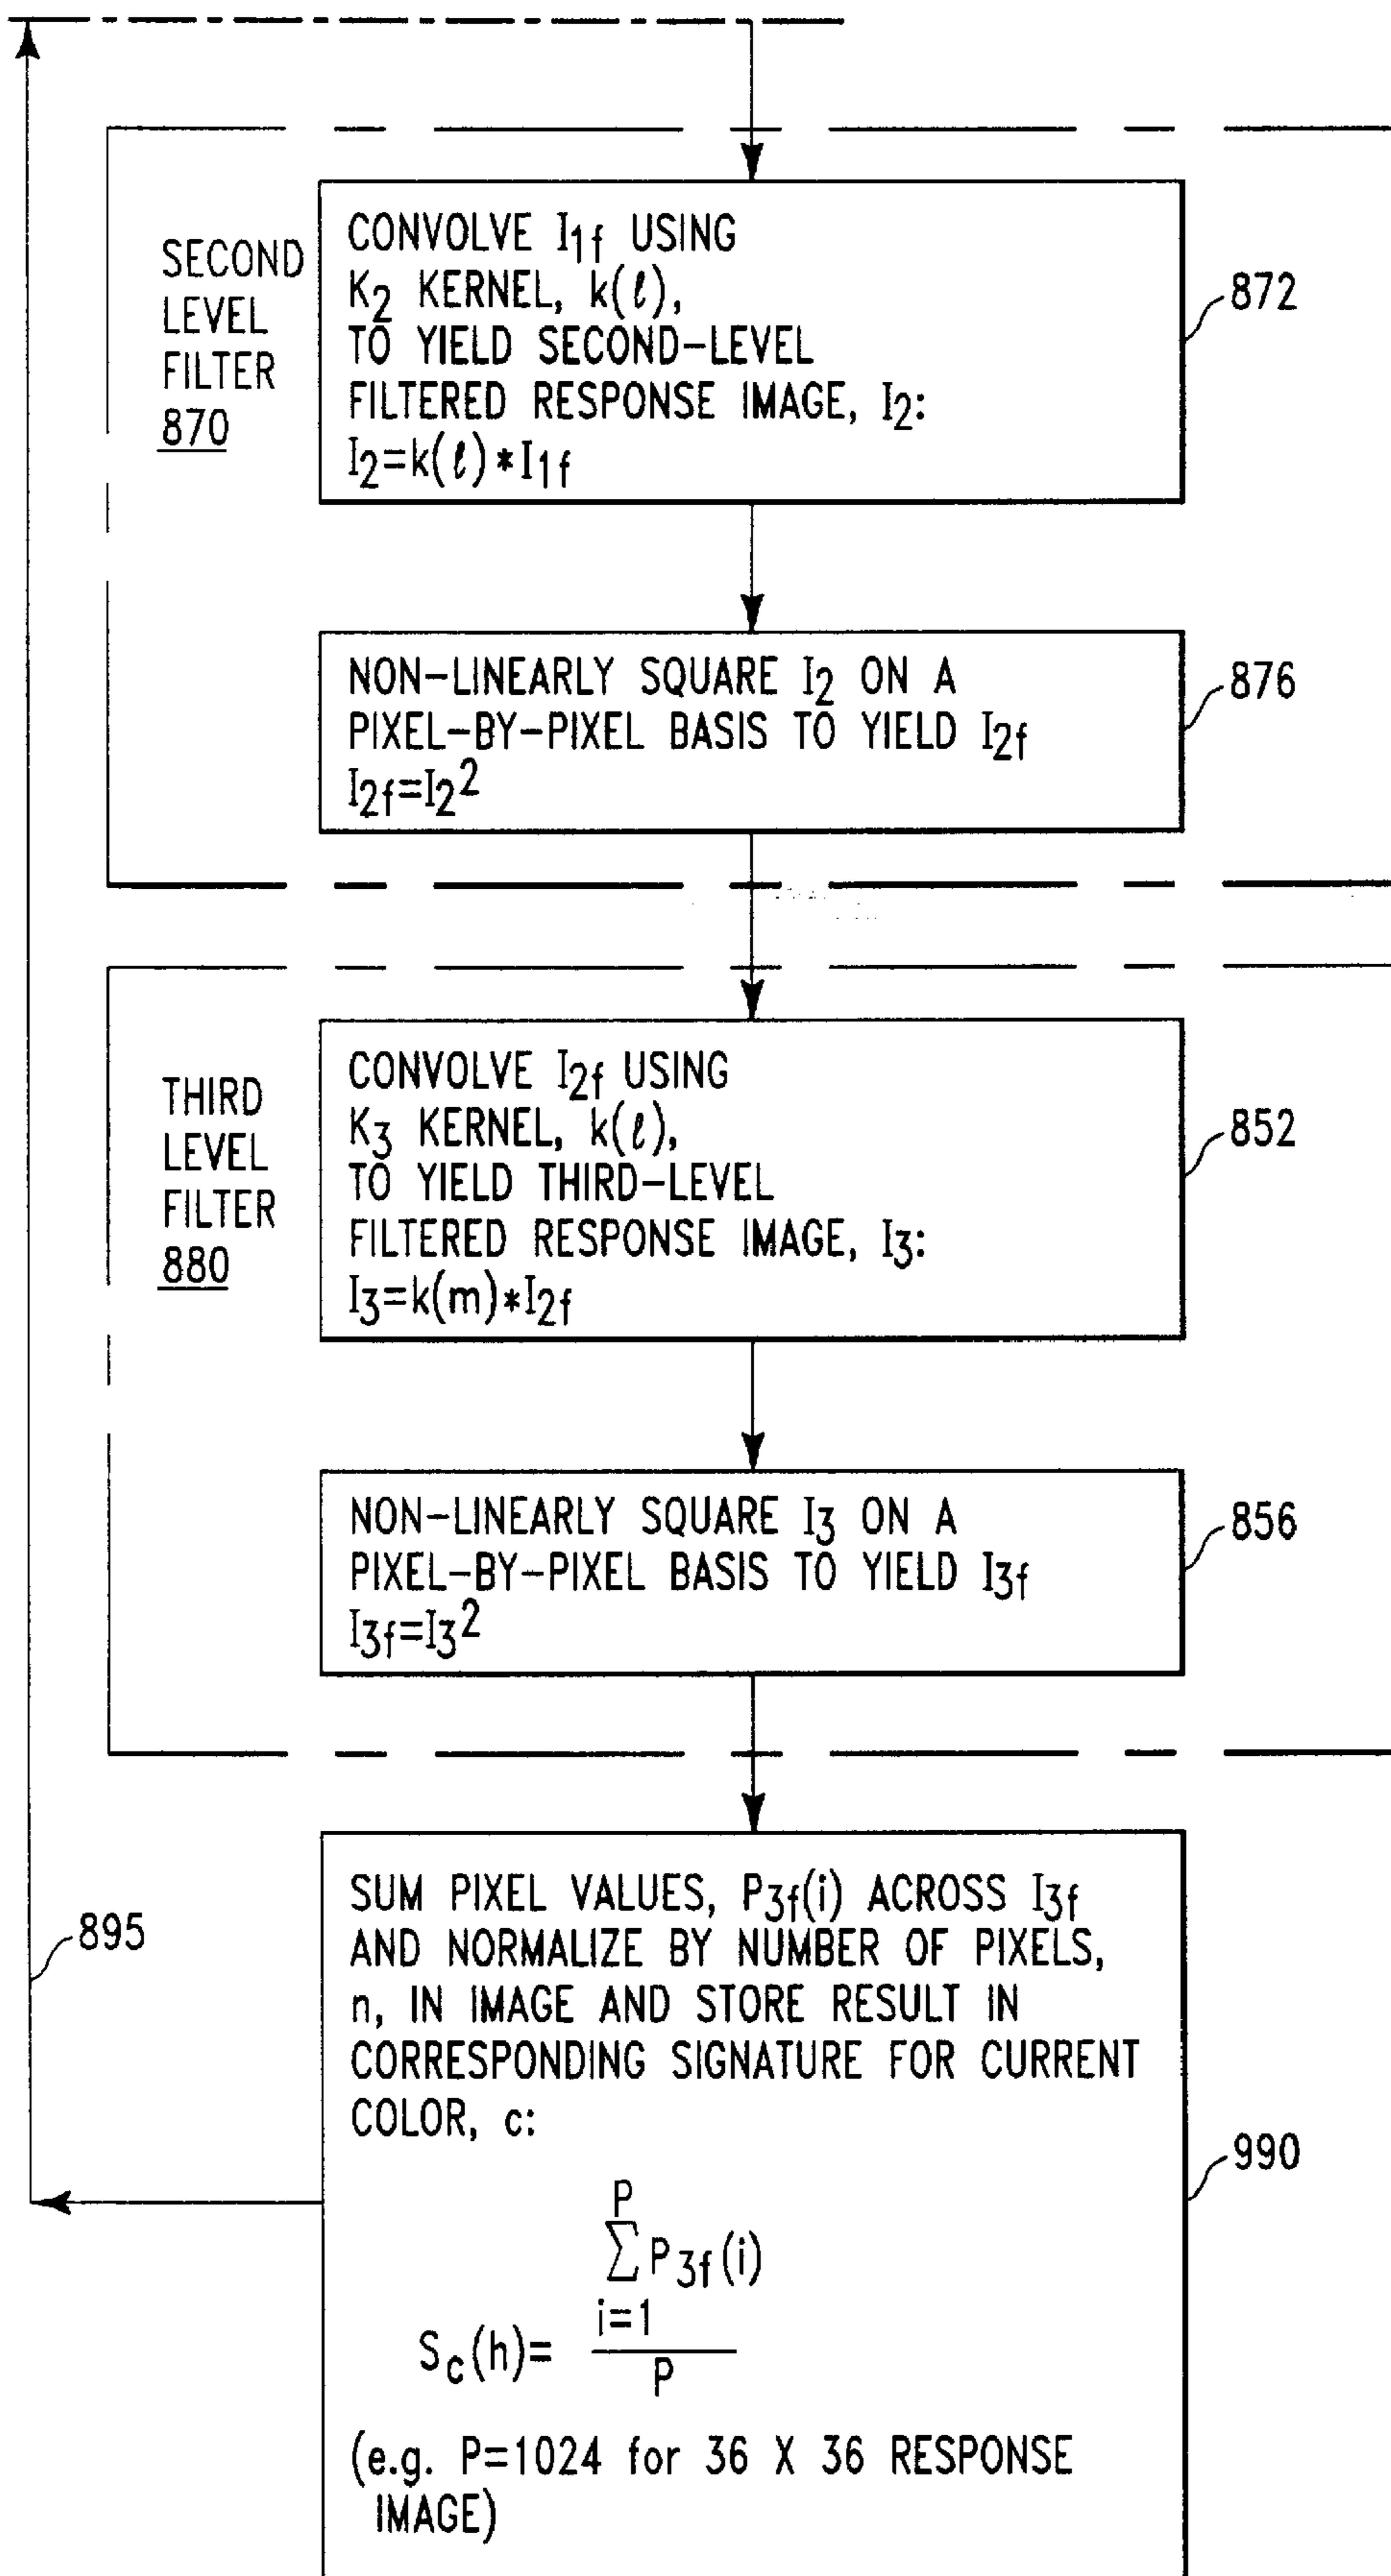 SECOND
LEVEL
FILTER
870
CONVOLVE I1f USING
K2 KERNEL, k(ℓ),
TO YIELD SECOND-LEVEL
FILTERED RESPONSE IMAGE, I2:
I2=k(ℓ)*I1f
872
NON-LINEARLY SQUARE I2 ON A
PIXEL-BY-PIXEL BASIS TO YIELD I2f
I2f=I2²
876
THIRD
LEVEL
FILTER
880
CONVOLVE I2f USING
K3 KERNEL, k(ℓ),
TO YIELD THIRD-LEVEL
FILTERED RESPONSE IMAGE, I3:
I3=k(m)*I2f
852
NON-LINEARLY SQUARE I3 ON A
PIXEL-BY-PIXEL BASIS TO YIELD I3f
I3f=I3²
856
895
SUM PIXEL VALUES, P3f(i) ACROSS I3f
AND NORMALIZE BY NUMBER OF PIXELS,
n, IN IMAGE AND STORE RESULT IN
CORRESPONDING SIGNATURE FOR CURRENT
COLOR, c:
P
Σ P3f(i)
i=1
Sc(h)=
P
(e.g. P=1024 for 36 X 36 RESPONSE
IMAGE)
990